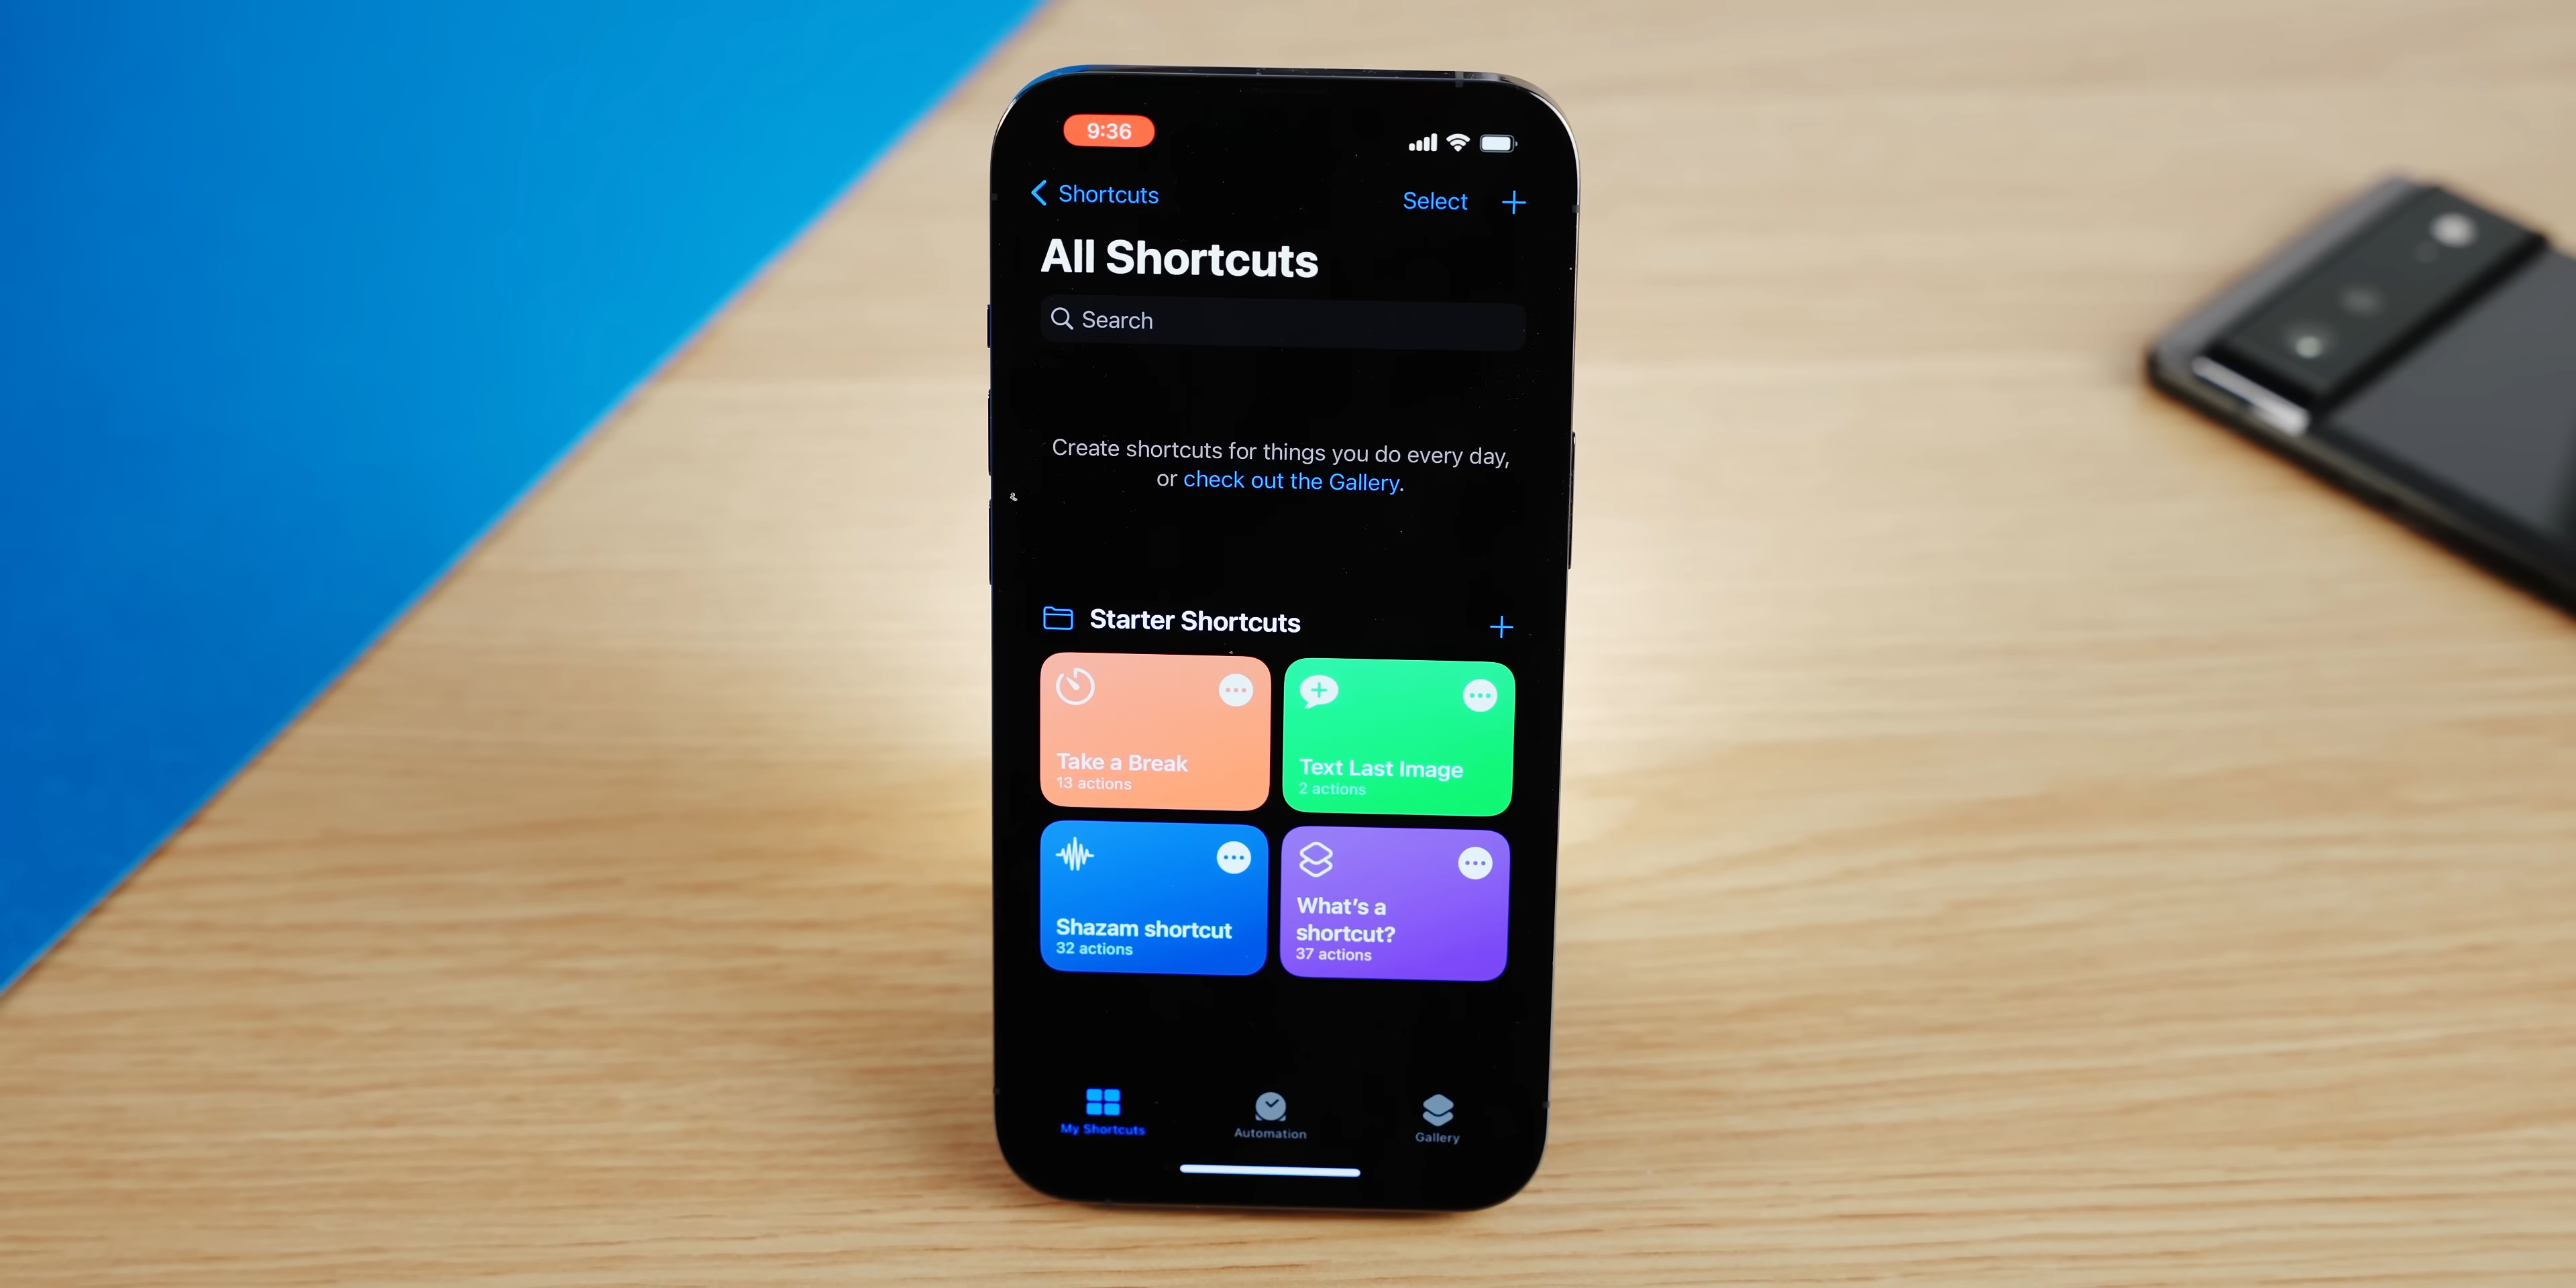 9:36
Shortcuts
Select
All Shortcuts
Search
Create shortcuts for things you do every day,
or check out the Gallery.
Starter Shortcuts
Take a Break
13 actions
Text Last Image
2 actions
Shazam shortcut
32 actions
What's a
shortcut?
37 actions
My Shortcuts
Automation
Gallery